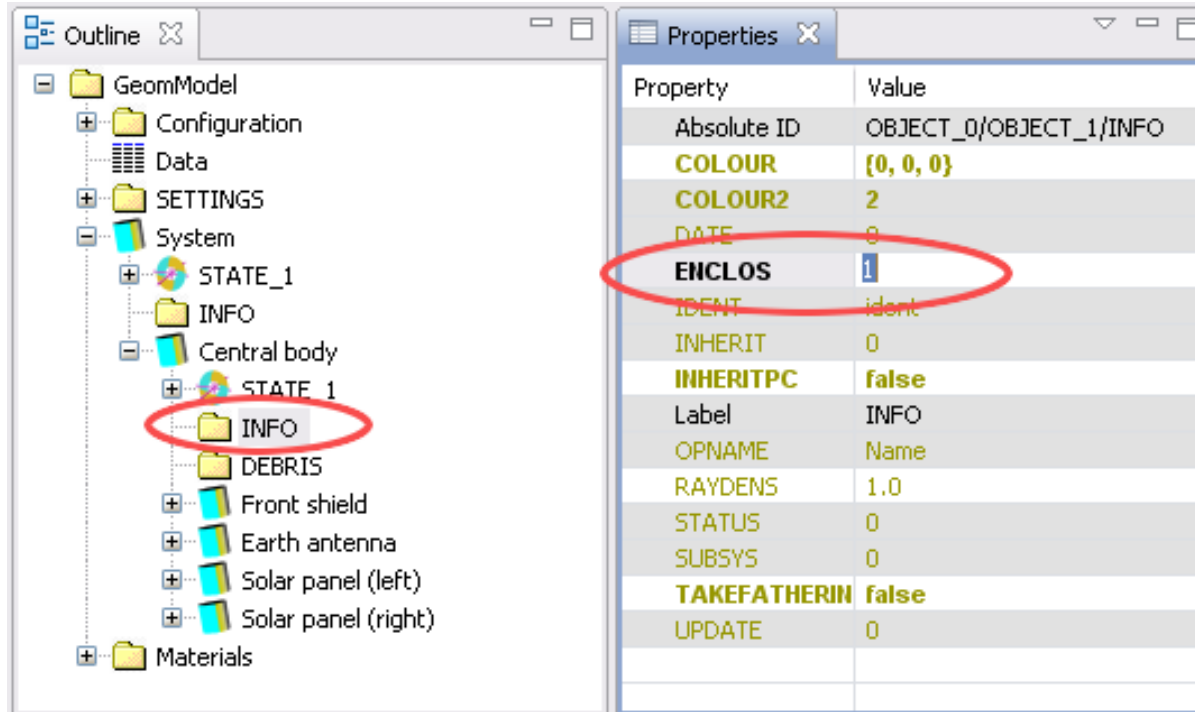 Outline
GeomModel
Configuration
Data
SETTINGS
System
STATE_1
INFO
Central body
STATE_1
INFO
DEBRIS
Front shield
Earth antenna
Solar panel (left)
Solar panel (right)
Materials
Properties
Property Value
Absolute ID OBJECT_0/OBJECT_1/INFO
COLOUR {0, 0, 0}
COLOUR2 2
DATE 0
ENCLOS 1
IDENT ident
INHERIT 0
INHERITPC false
Label INFO
OPNAME Name
RAYDENS 1.0
STATUS 0
SUBSYS 0
TAKEFATHERIN false
UPDATE 0